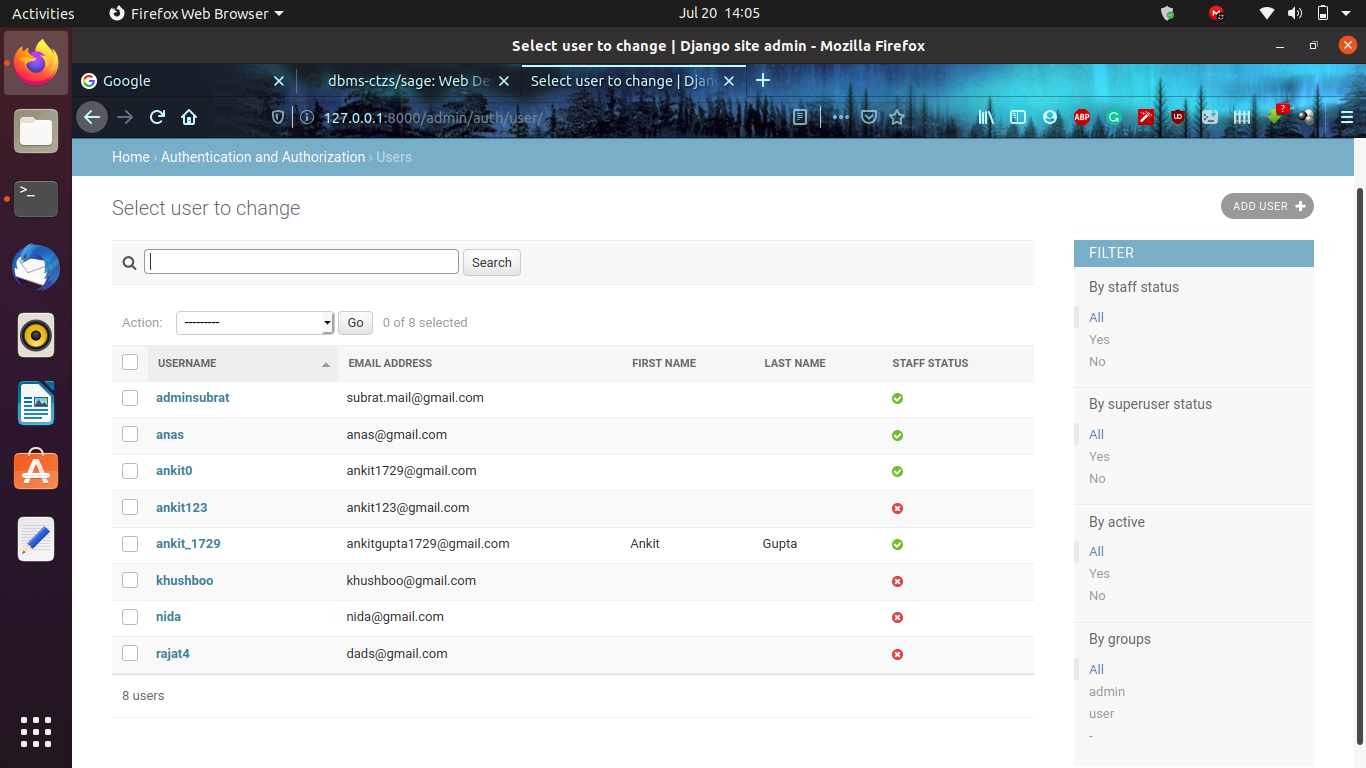 Activities Firefox Web Browser Jul 20 14:05
Select user to change | Django site admin - Mozilla Firefox
Google dbms-ctzs/sage: Web De Select user to change | Djan
127.0.0.1:8000/admin/auth/user/ ABP UD ?
Home › Authentication and Authorization › Users
Select user to change
ADD USER
Search
Action: --------- Go 0 of 8 selected
USERNAME EMAIL ADDRESS FIRST NAME LAST NAME STAFF STATUS
adminsubrat subrat.mail@gmail.com
anas anas@gmail.com
ankit0 ankit1729@gmail.com
ankit123 ankit123@gmail.com
ankit_1729 ankitgupta1729@gmail.com Ankit Gupta
khushboo khushboo@gmail.com
nida nida@gmail.com
rajat4 dads@gmail.com
8 users
FILTER
By staff status
All
Yes
No
By superuser status
All
Yes
No
By active
All
Yes
No
By groups
All
admin
user
-